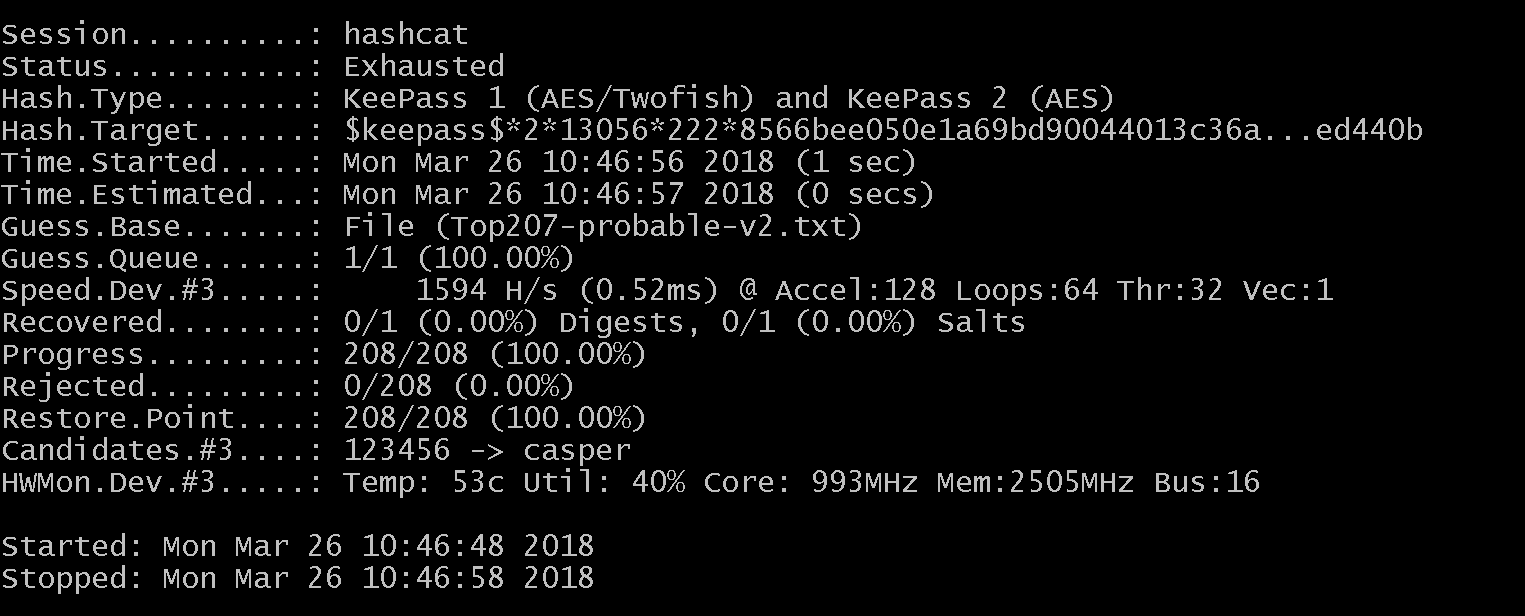 Session..........: hashcat
Status...........: Exhausted
Hash.Type........: KeePass 1 (AES/Twofish) and KeePass 2 (AES)
Hash.Target......: $keepass$*2*13056*222*8566bee050e1a69bd90044013c36a...ed440b
Time.Started.....: Mon Mar 26 10:46:56 2018 (1 sec)
Time.Estimated...: Mon Mar 26 10:46:57 2018 (0 secs)
Guess.Base.......: File (Top207-probable-v2.txt)
Guess.Queue......: 1/1 (100.00%)
Speed.Dev.#3.....:     1594 H/s (0.52ms) @ Accel:128 Loops:64 Thr:32 Vec:1
Recovered........: 0/1 (0.00%) Digests, 0/1 (0.00%) Salts
Progress.........: 208/208 (100.00%)
Rejected.........: 0/208 (0.00%)
Restore.Point....: 208/208 (100.00%)
Candidates.#3....: 123456 -> casper
HWMon.Dev.#3.....: Temp: 53c Util: 40% Core: 993MHz Mem:2505MHz Bus:16

Started: Mon Mar 26 10:46:48 2018
Stopped: Mon Mar 26 10:46:58 2018